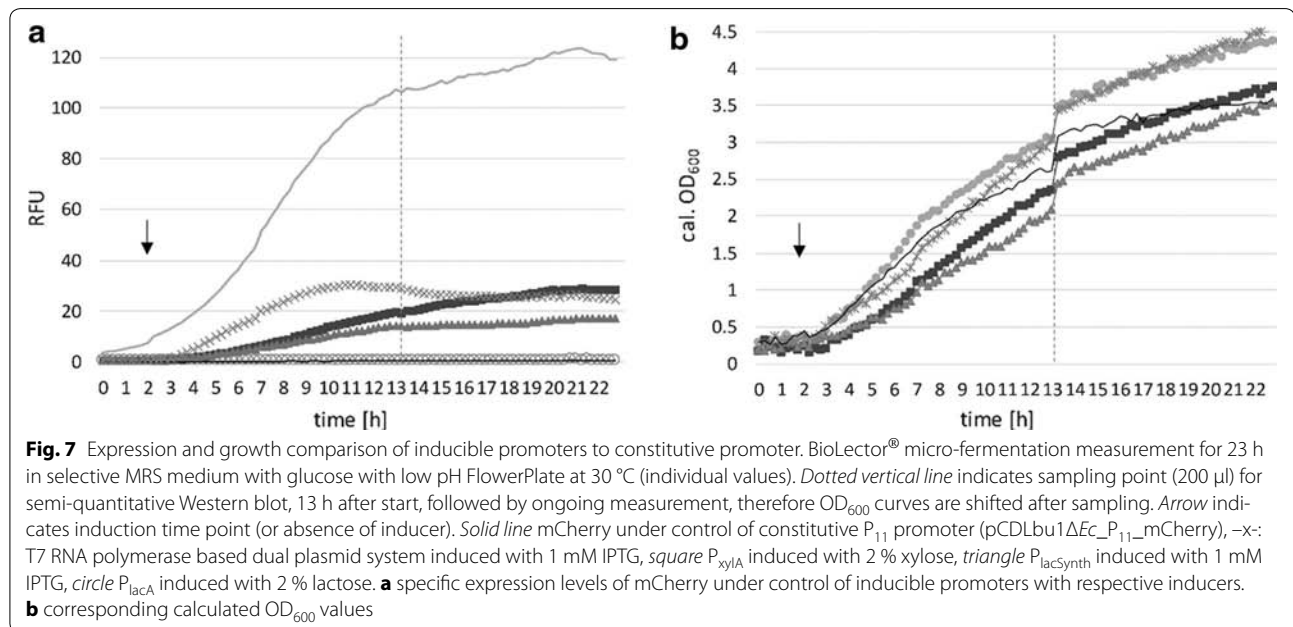 a
120
100
80
60
40
20
0
RFU
0 1 2 3 4 5 6 7 8 9 10 11 12 13 14 15 16 17 18 19 20 21 22
time [h]
b
4.5
4
3.5
3
2.5
2
1.5
1
0.5
0
cal. OD600
0 1 2 3 4 5 6 7 8 9 10 11 12 13 14 15 16 17 18 19 20 21 22
time [h]
Fig. 7 Expression and growth comparison of inducible promoters to constitutive promoter. BioLector® micro-fermentation measurement for 23 h
in selective MRS medium with glucose with low pH FlowerPlate at 30 °C (individual values). Dotted vertical line indicates sampling point (200 µl) for
semi-quantitative Western blot, 13 h after start, followed by ongoing measurement, therefore OD600 curves are shifted after sampling. Arrow indi-
cates induction time point (or absence of inducer). Solid line mCherry under control of constitutive P11 promoter (pCDLbu1ΔEc_P11_mCherry), –x-:
T7 RNA polymerase based dual plasmid system induced with 1 mM IPTG, square PxylA induced with 2 % xylose, triangle PlacSynth induced with 1 mM
IPTG, circle PlacA induced with 2 % lactose. a specific expression levels of mCherry under control of inducible promoters with respective inducers.
b corresponding calculated OD600 values